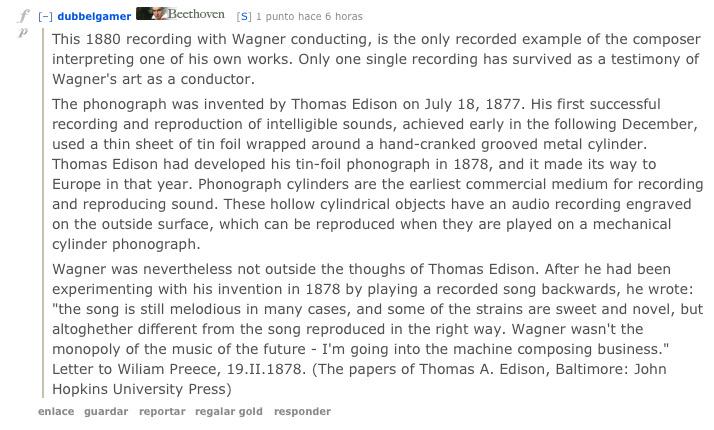 [–] dubbelgamer Beethoven [S] 1 punto hace 6 horas
This 1880 recording with Wagner conducting, is the only recorded example of the composer
interpreting one of his own works. Only one single recording has survived as a testimony of
Wagner's art as a conductor.
The phonograph was invented by Thomas Edison on July 18, 1877. His first successful
recording and reproduction of intelligible sounds, achieved early in the following December,
used a thin sheet of tin foil wrapped around a hand-cranked grooved metal cylinder.
Thomas Edison had developed his tin-foil phonograph in 1878, and it made its way to
Europe in that year. Phonograph cylinders are the earliest commercial medium for recording
and reproducing sound. These hollow cylindrical objects have an audio recording engraved
on the outside surface, which can be reproduced when they are played on a mechanical
cylinder phonograph.
Wagner was nevertheless not outside the thoughs of Thomas Edison. After he had been
experimenting with his invention in 1878 by playing a recorded song backwards, he wrote:
"the song is still melodious in many cases, and some of the strains are sweet and novel, but
altoghether different from the song reproduced in the right way. Wagner wasn't the
monopoly of the music of the future - I'm going into the machine composing business."
Letter to Wiliam Preece, 19.II.1878. (The papers of Thomas A. Edison, Baltimore: John
Hopkins University Press)
enlace guardar reportar regalar gold responder